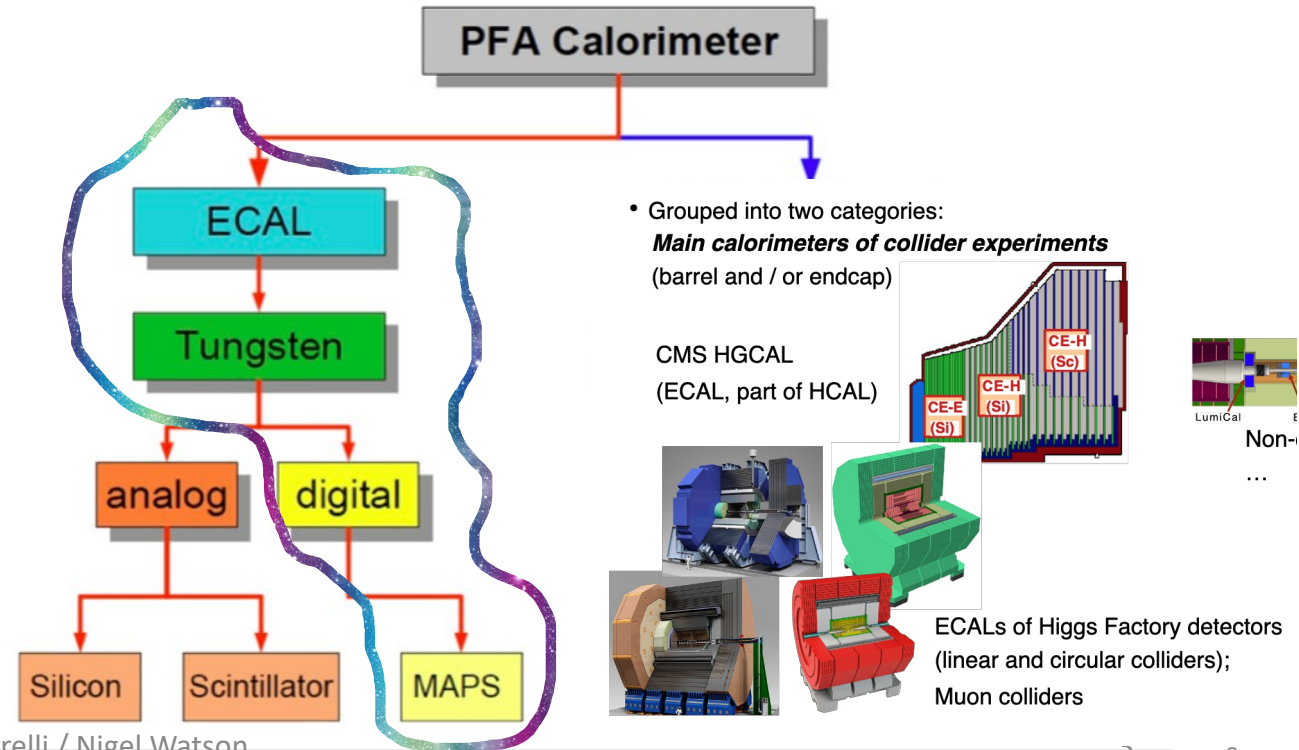 PFA Calorimeter
ECAL
Tungsten
analog
digital
Silicon
Scintillator
MAPS
• Grouped into two categories:
Main calorimeters of collider experiments
(barrel and / or endcap)
CMS HGCAL
(ECAL, part of HCAL)
CE-E
(Si)
CE-H
(Si)
CE-H
(Sc)
LumiCal
...
ECALs of Higgs Factory detectors
(linear and circular colliders);
Muon colliders
/ Nigel Watson